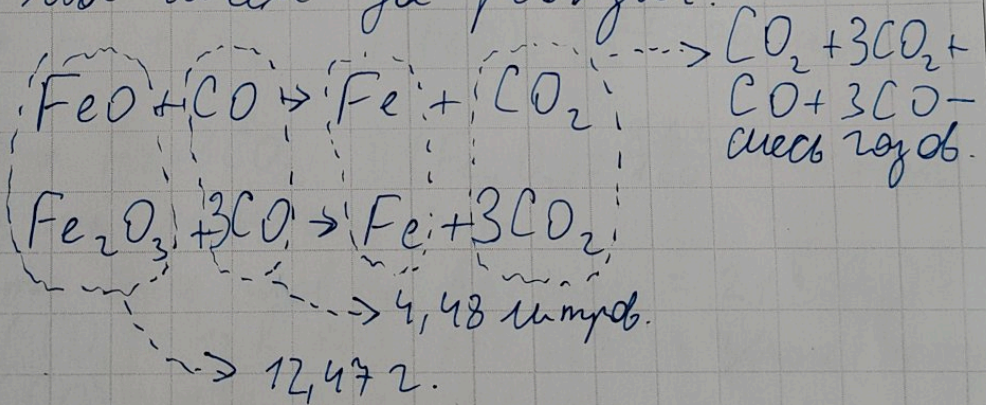 FeO + CO → Fe + CO₂ → CO₂ + 3CO₂ +
CO + 3CO –
смесь газов.
Fe₂O₃ + 3CO → Fe + 3CO₂
→ 4,48 литров.
→ 12,47 г.